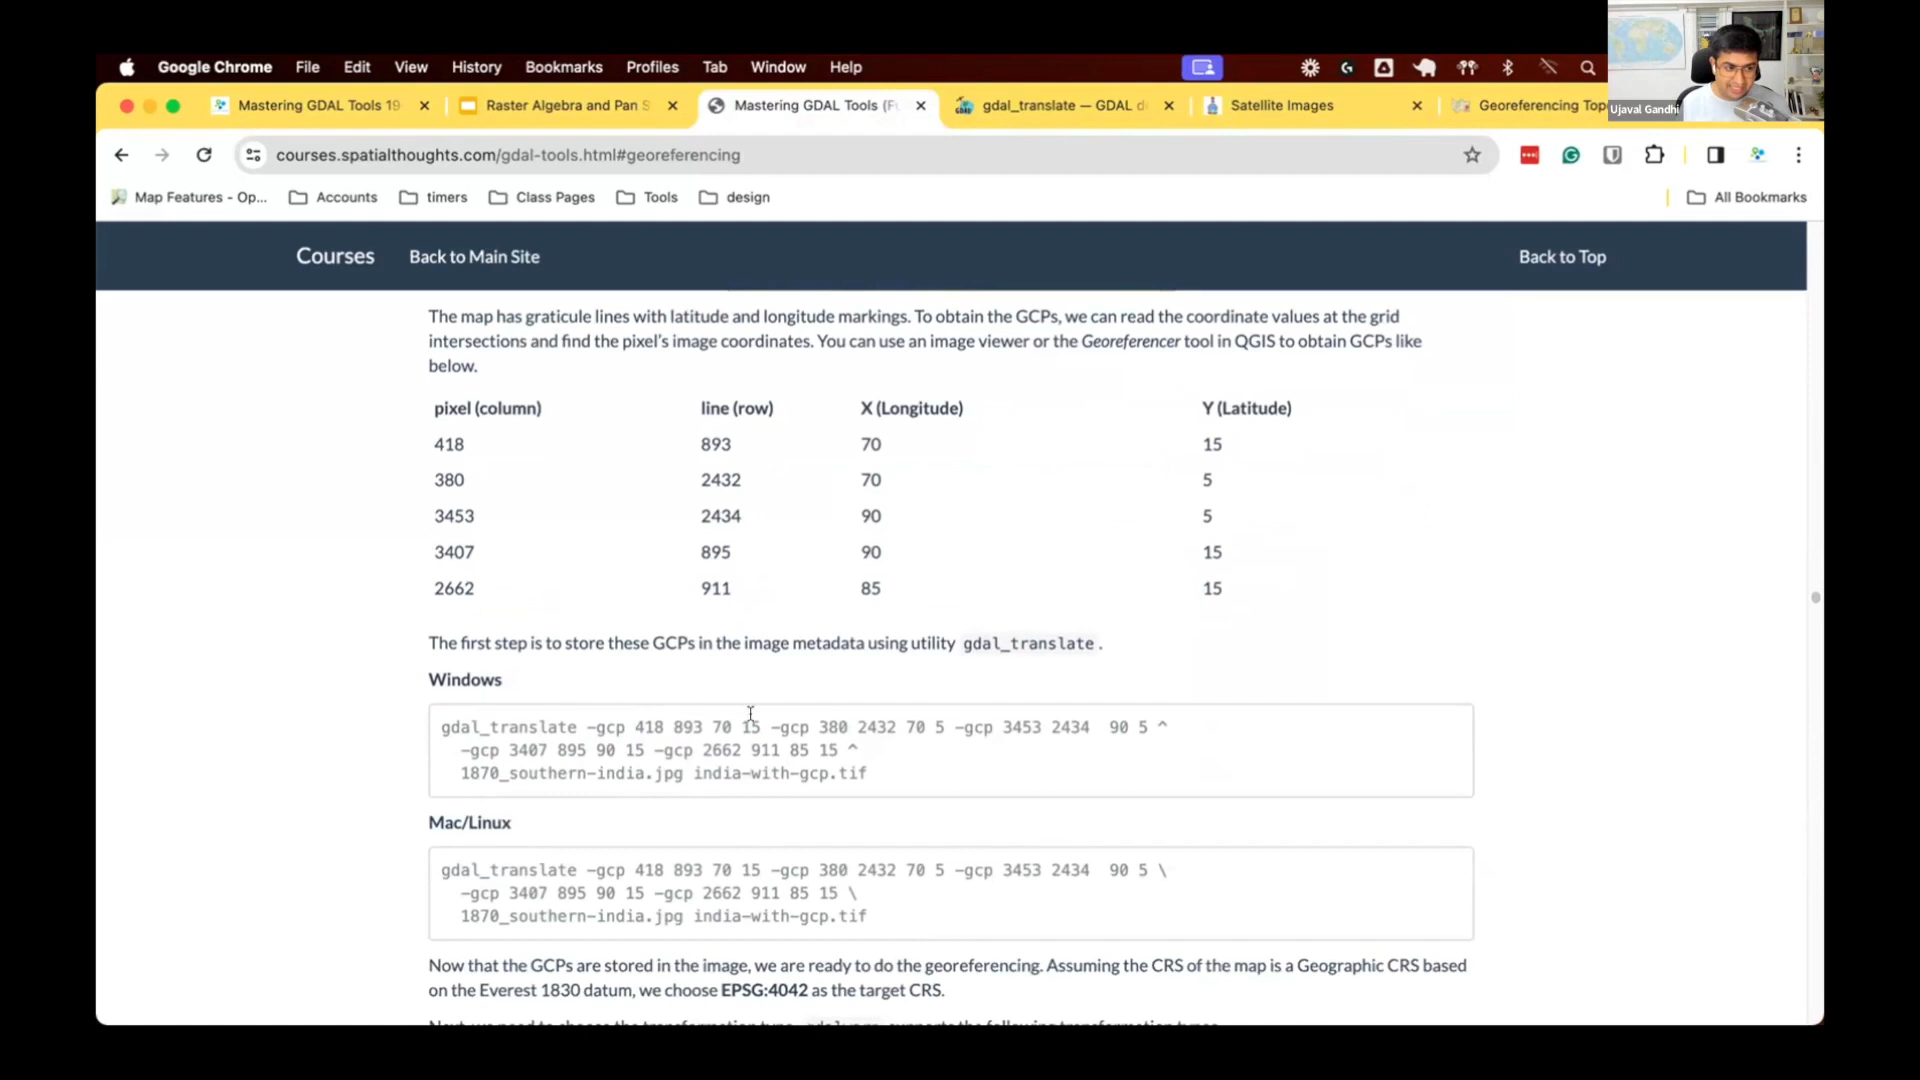 Google Chrome File Edit View History Bookmarks Profiles Tab Window Help
Ujaval Gandhi
Mastering GDAL Tools 19
Raster Algebra and Pan S
Mastering GDAL Tools (F
gdal_translate — GDAL d
Satellite Images
Georeferencing Top
courses.spatialthoughts.com/gdal-tools.html#georeferencing
Map Features - Op... Accounts timers Class Pages Tools design All Bookmarks
Courses Back to Main Site Back to Top
The map has graticule lines with latitude and longitude markings. To obtain the GCPs, we can read the coordinate values at the grid
intersections and find the pixel's image coordinates. You can use an image viewer or the Georeferencer tool in QGIS to obtain GCPs like
below.
pixel (column) line (row) X (Longitude) Y (Latitude)
418 893 70 15
380 2432 70 5
3453 2434 90 5
3407 895 90 15
2662 911 85 15
The first step is to store these GCPs in the image metadata using utility gdal_translate .
Windows
gdal_translate -gcp 418 893 70 15 -gcp 380 2432 70 5 -gcp 3453 2434  90 5 ^
-gcp 3407 895 90 15 -gcp 2662 911 85 15 ^
1870_southern-india.jpg india-with-gcp.tif
Mac/Linux
gdal_translate -gcp 418 893 70 15 -gcp 380 2432 70 5 -gcp 3453 2434  90 5 \
-gcp 3407 895 90 15 -gcp 2662 911 85 15 \
1870_southern-india.jpg india-with-gcp.tif
Now that the GCPs are stored in the image, we are ready to do the georeferencing. Assuming the CRS of the map is a Geographic CRS based
on the Everest 1830 datum, we choose EPSG:4042 as the target CRS.